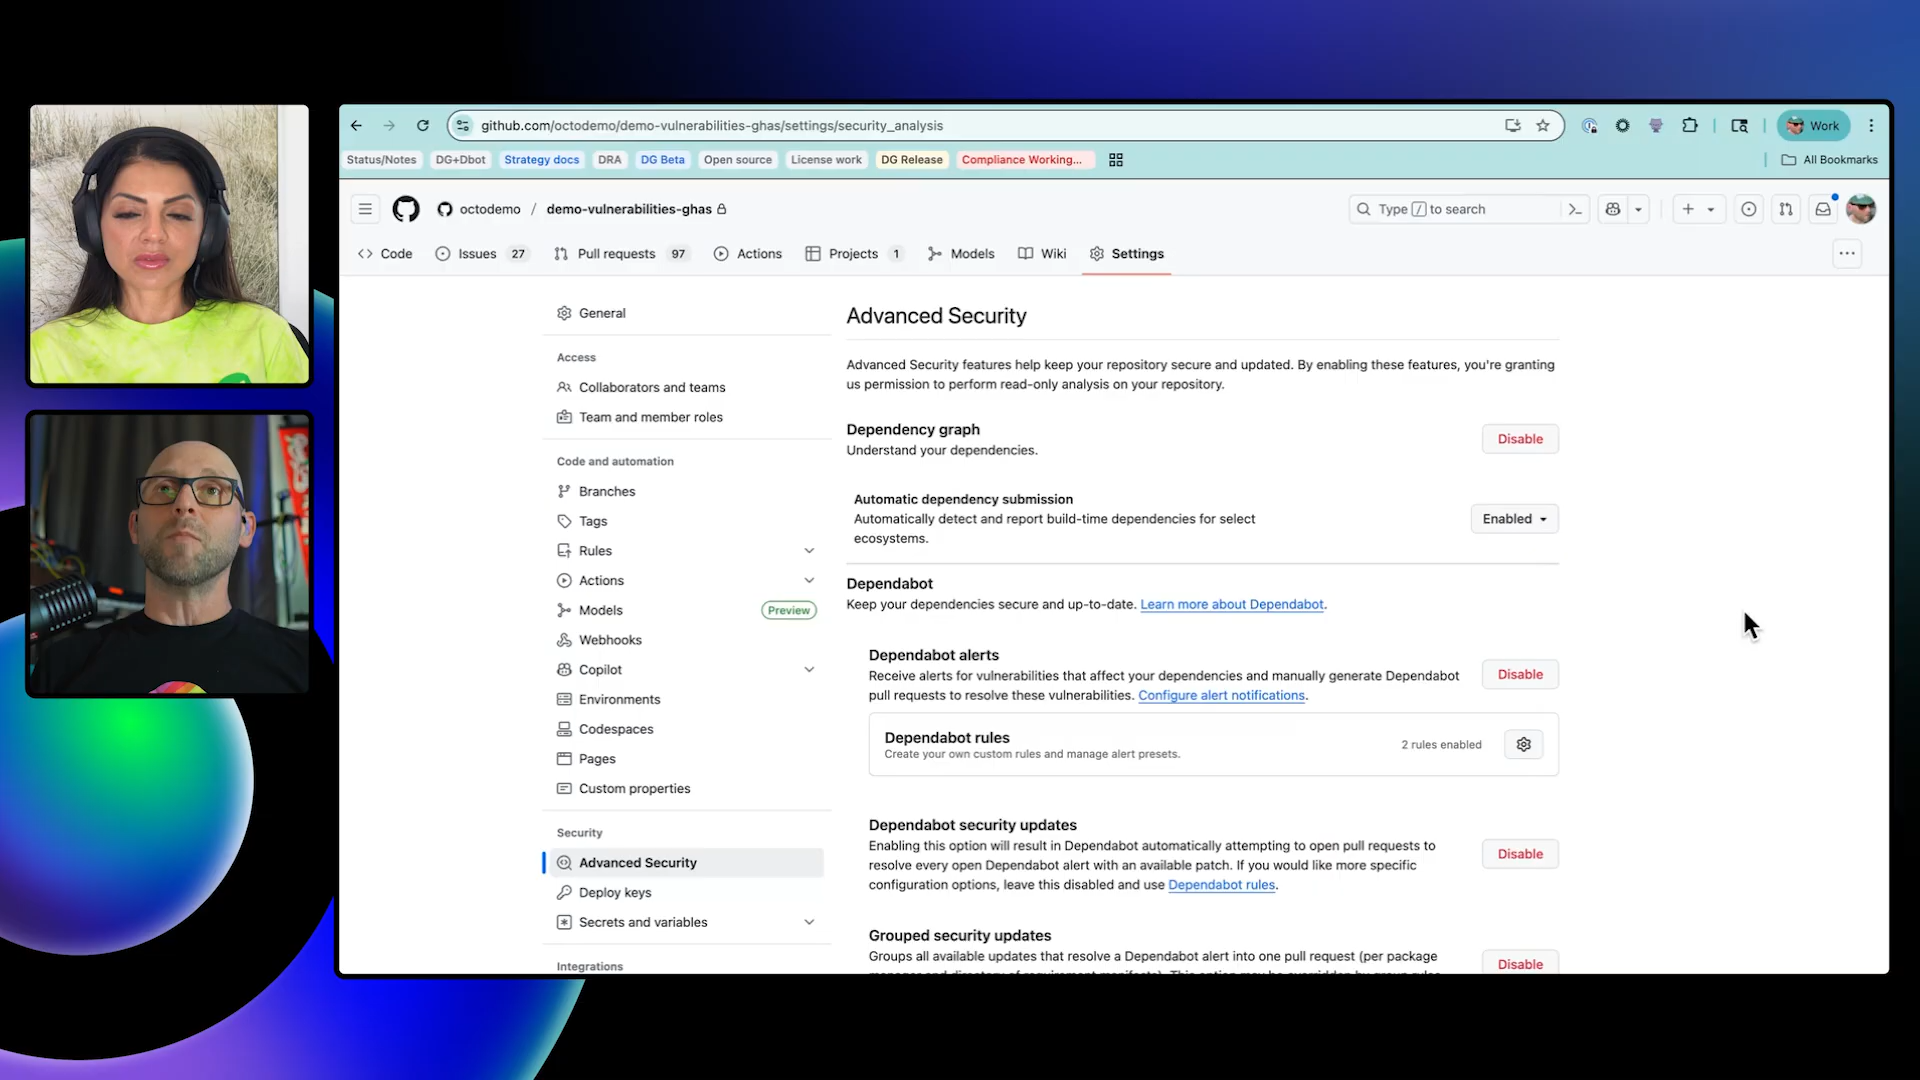 github.com/octodemo/demo-vulnerabilities-ghas/settings/security_analysis
Work
Status/Notes DG+Dbot Strategy docs DRA DG Beta Open source License work DG Release Compliance Working... All Bookmarks
octodemo / demo-vulnerabilities-ghas
Type / to search
Code Issues 27 Pull requests 97 Actions Projects 1 Models Wiki Settings
General
Access
Collaborators and teams
Team and member roles
Code and automation
Branches
Tags
Rules
Actions
Models Preview
Webhooks
Copilot
Environments
Codespaces
Pages
Custom properties
Security
Advanced Security
Deploy keys
Secrets and variables
Integrations
Advanced Security
Advanced Security features help keep your repository secure and updated. By enabling these features, you're granting
us permission to perform read-only analysis on your repository.
Dependency graph
Understand your dependencies.
Disable
Automatic dependency submission
Automatically detect and report build-time dependencies for select
ecosystems.
Enabled
Dependabot
Keep your dependencies secure and up-to-date. Learn more about Dependabot.
Dependabot alerts
Receive alerts for vulnerabilities that affect your dependencies and manually generate Dependabot
pull requests to resolve these vulnerabilities. Configure alert notifications.
Disable
Dependabot rules
Create your own custom rules and manage alert presets.
2 rules enabled
Dependabot security updates
Enabling this option will result in Dependabot automatically attempting to open pull requests to
resolve every open Dependabot alert with an available patch. If you would like more specific
configuration options, leave this disabled and use Dependabot rules.
Disable
Grouped security updates
Groups all available updates that resolve a Dependabot alert into one pull request (per package
Disable